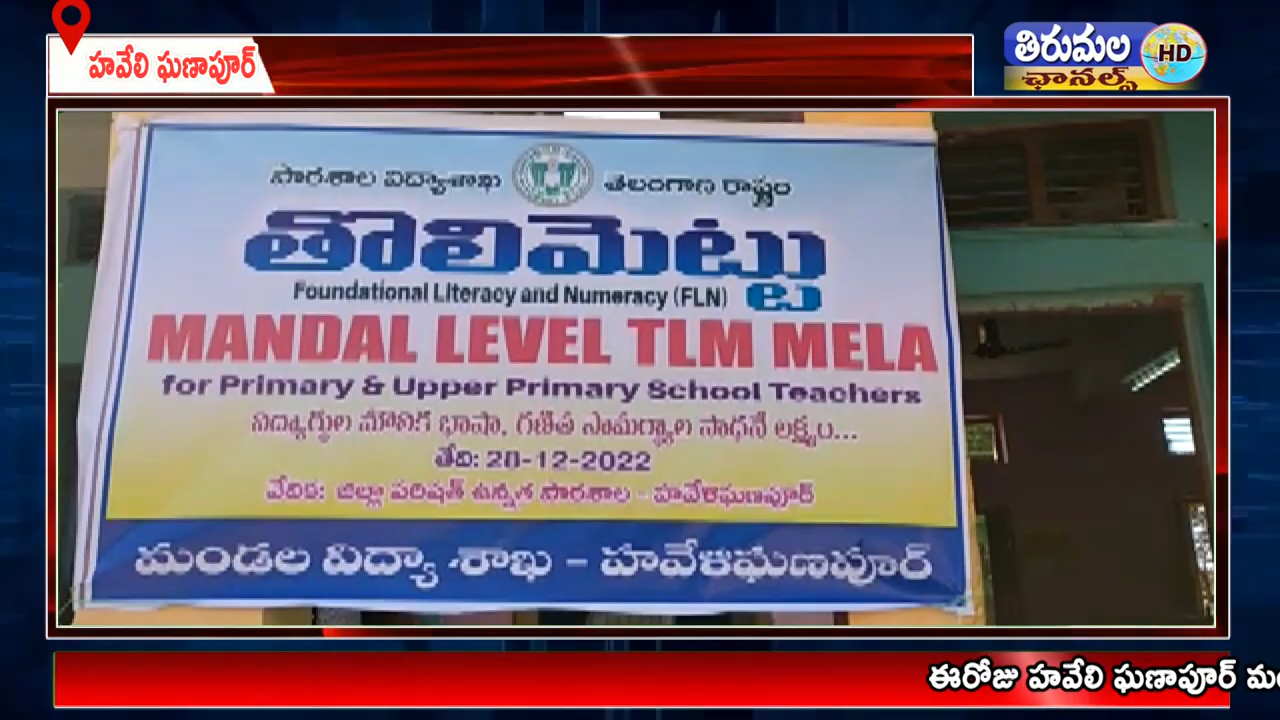 హవేలి ఘణాపూర్
తిరుమల
ఛానల్స్
HD
పాఠశాల విద్యాశాఖ తెలంగాణ రాష్ట్రం
తొలిమెట్టు
Foundational Literacy and Numeracy (FLN)
MANDAL LEVEL TLM MELA
for Primary & Upper Primary School Teachers
విద్యార్థుల మౌలిక భాషా, గణిత సామర్థ్యాల సాధనే లక్ష్యం...
తేది: 28-12-2022
వేదిక: జిల్లా పరిషత్ ఉన్నత పాఠశాల - హవేళిఘణపూర్
మండల విద్యా శాఖ - హవేళిఘణపూర్
ఈరోజు హవేలి ఘణాపూర్